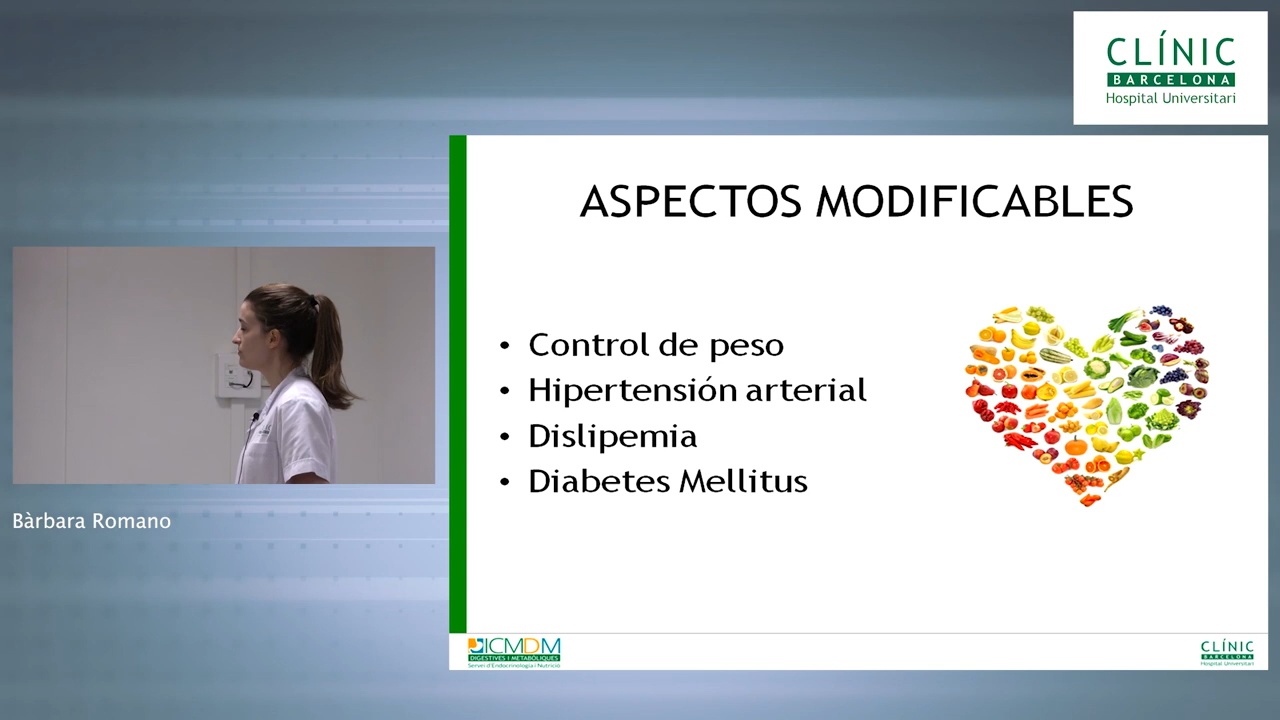 CLÍNIC
BARCELONA
Hospital Universitari
ASPECTOS MODIFICABLES
• Control de peso
• Hipertensión arterial
• Dislipemia
• Diabetes Mellitus
Bàrbara Romano
ICMDM
DIGESTIVES I METABÒLIQUES
Servei d'Endocrinologia i Nutrició
CLÍNIC
BARCELONA
Hospital Universitari